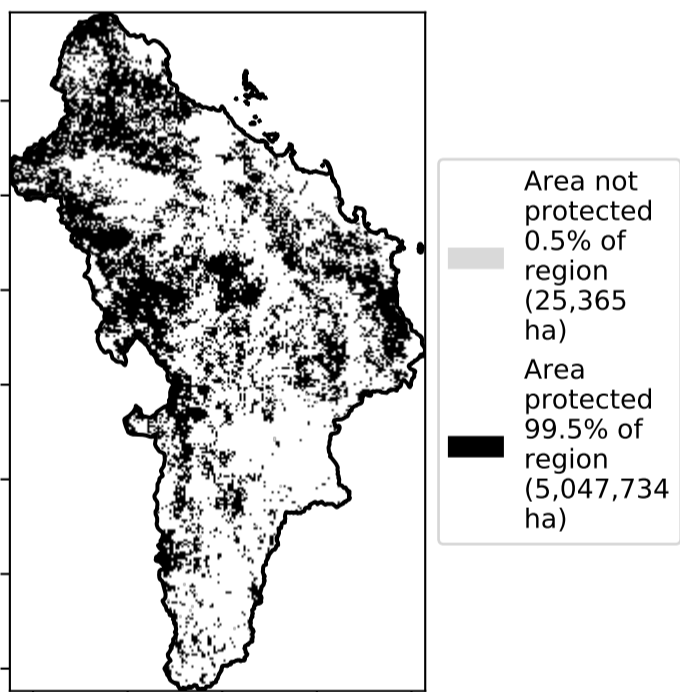 Area not
protected
0.5% of
region
(25,365
ha)
Area
protected
99.5% of
region
(5,047,734
ha)